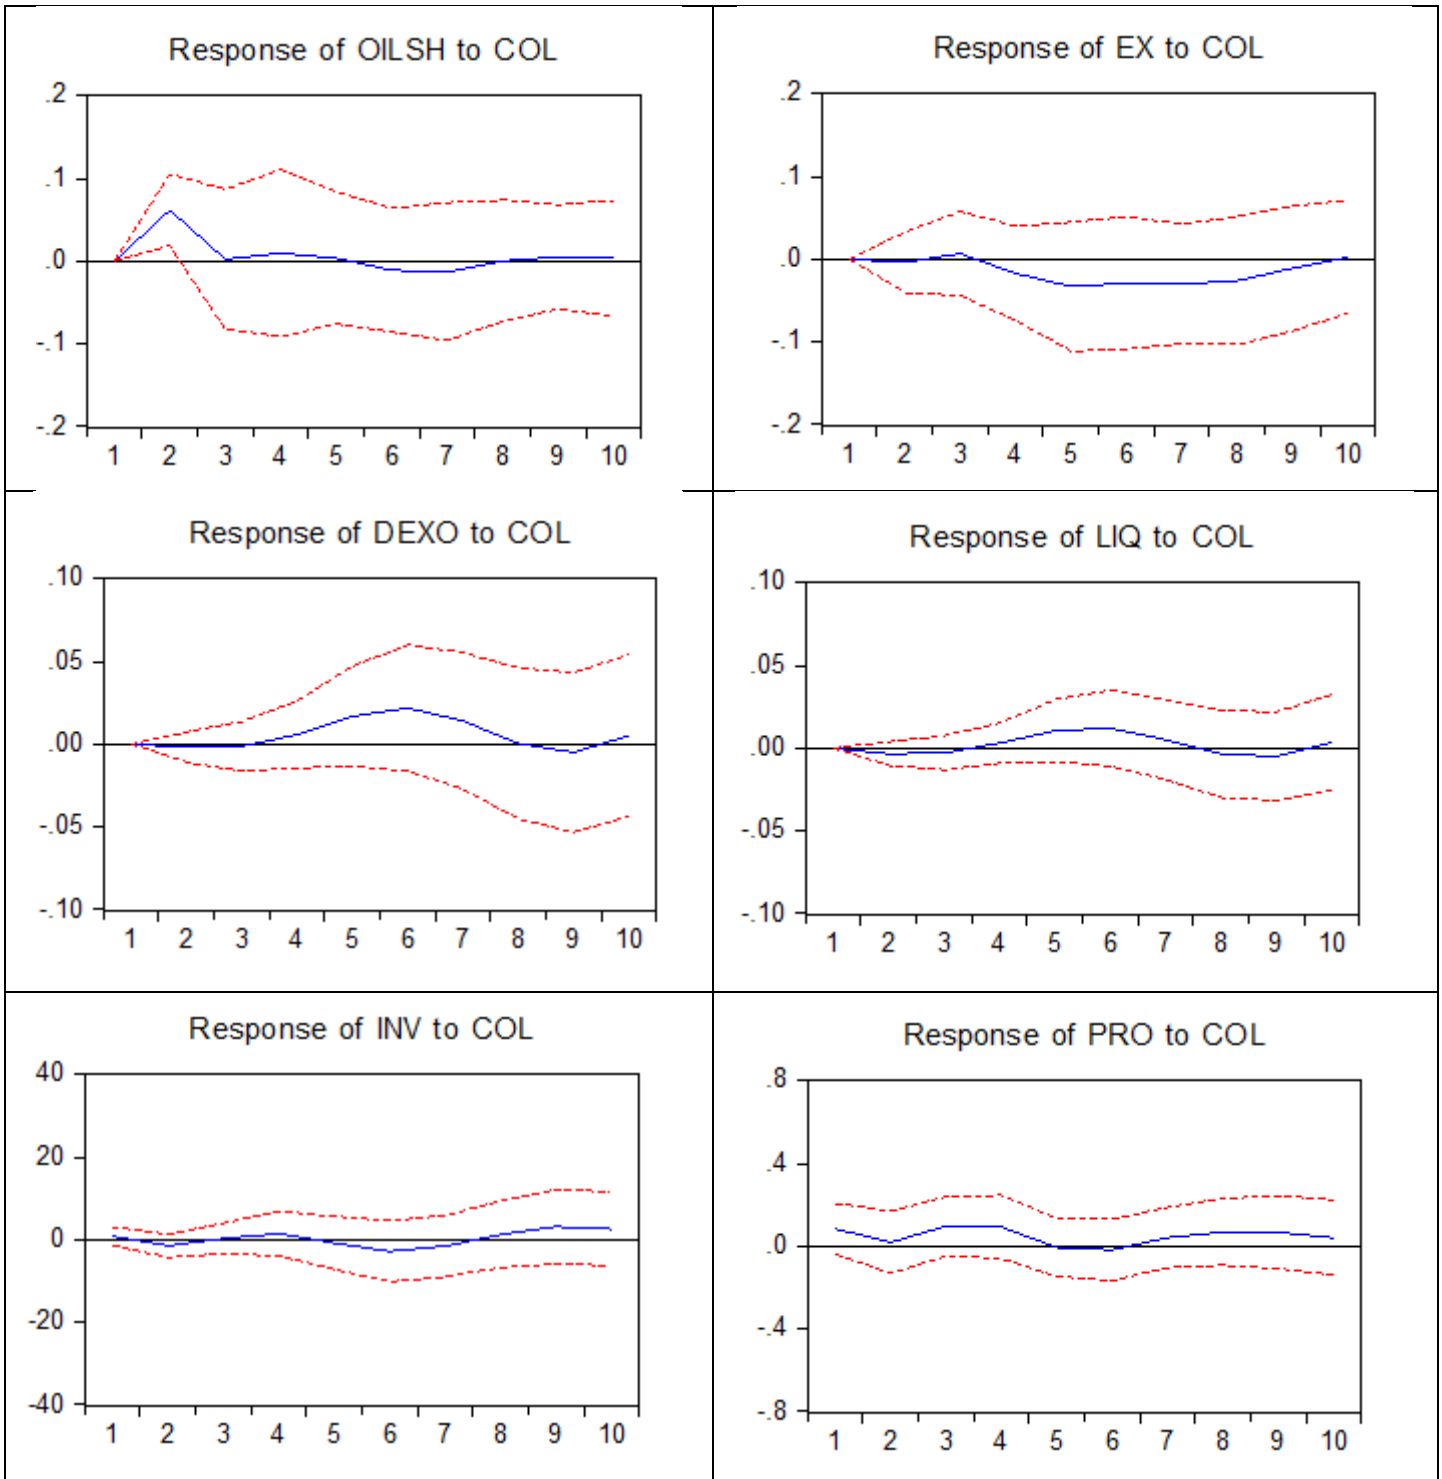 Response of OILSH to COL
.2
.1
.0
-.1
-.2
1 2 3 4 5 6 7 8 9 10
Response of EX to COL
.2
.1
.0
-.1
-.2
1 2 3 4 5 6 7 8 9 10
Response of DEXO to COL
.10
.05
.00
-.05
-.10
1 2 3 4 5 6 7 8 9 10
Response of LIQ to COL
.10
.05
.00
-.05
-.10
1 2 3 4 5 6 7 8 9 10
Response of INV to COL
40
20
0
-20
-40
1 2 3 4 5 6 7 8 9 10
Response of PRO to COL
.8
.4
.0
-.4
-.8
1 2 3 4 5 6 7 8 9 10